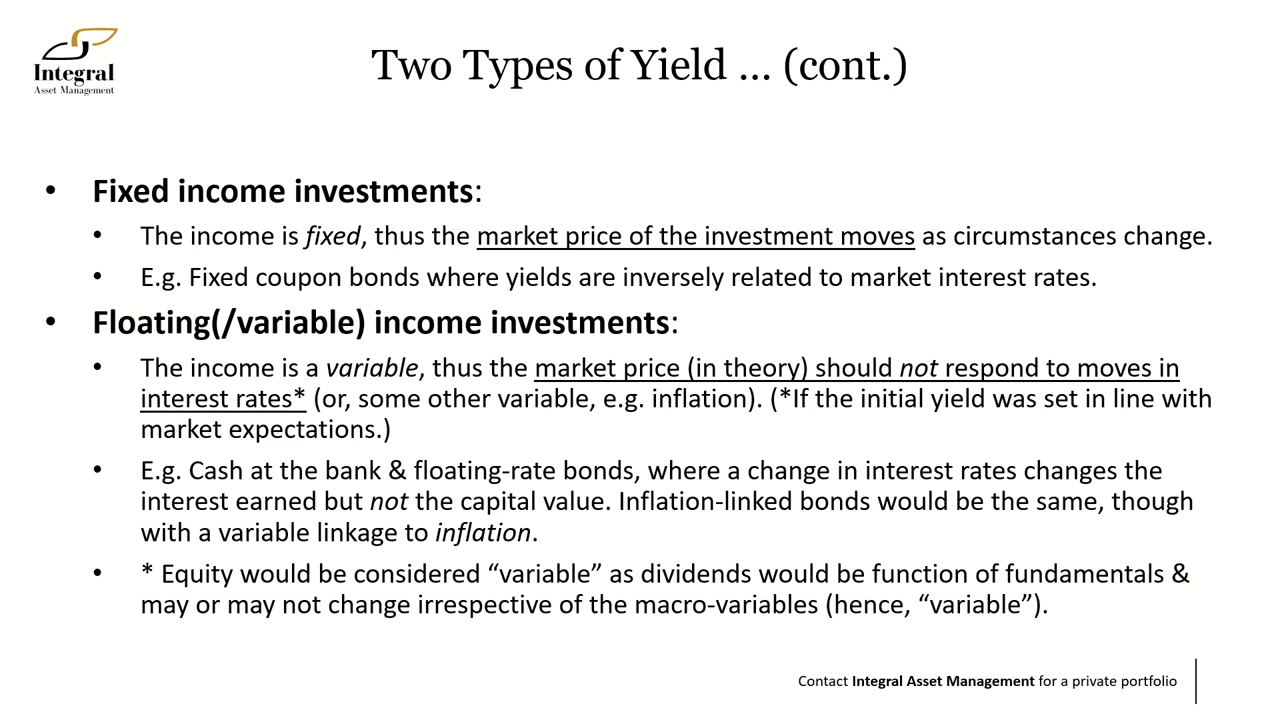 Integral
Asset Management
Two Types of Yield ... (cont.)
• Fixed income investments:
• The income is fixed, thus the market price of the investment moves as circumstances change.
• E.g. Fixed coupon bonds where yields are inversely related to market interest rates.
• Floating(/variable) income investments:
• The income is a variable, thus the market price (in theory) should not respond to moves in
interest rates* (or, some other variable, e.g. inflation). (*If the initial yield was set in line with
market expectations.)
• E.g. Cash at the bank & floating-rate bonds, where a change in interest rates changes the
interest earned but not the capital value. Inflation-linked bonds would be the same, though
with a variable linkage to inflation.
• * Equity would be considered “variable” as dividends would be function of fundamentals &
may or may not change irrespective of the macro-variables (hence, “variable”).
Contact Integral Asset Management for a private portfolio